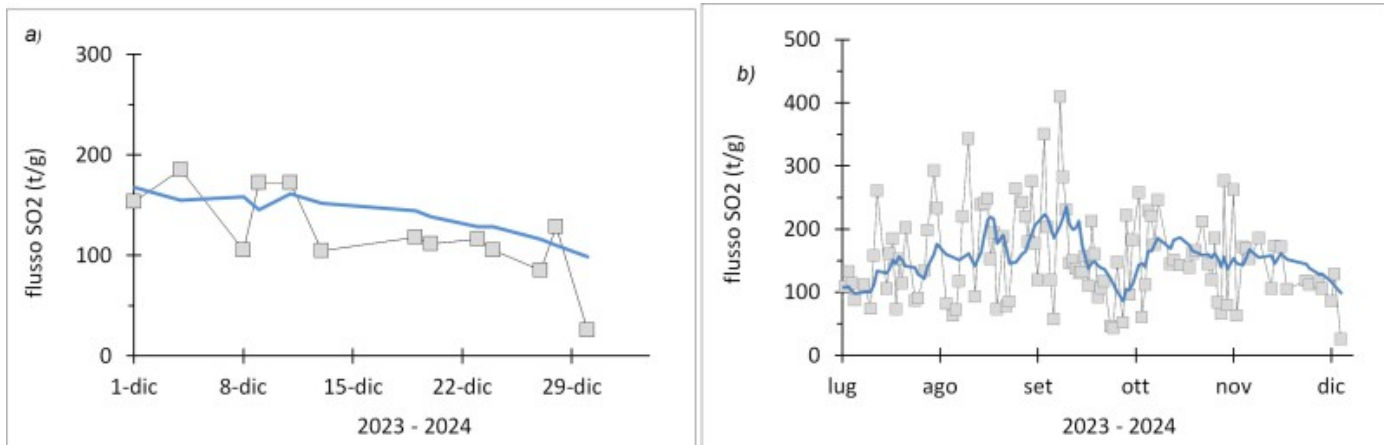 a)
flusso SO2 (t/g)
300
200
100
0
1-dic 8-dic 15-dic 22-dic 29-dic
2023 - 2024
b)
flusso SO2 (t/g)
500
400
300
200
100
0
lug ago set ott nov dic
2023 - 2024